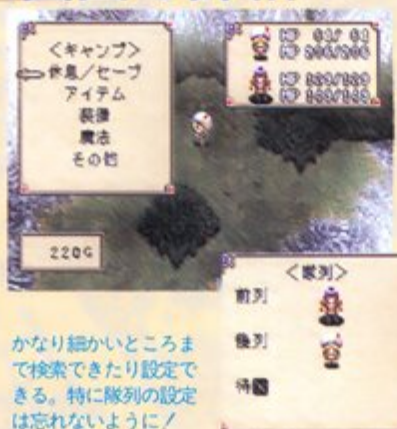 <キャンプ>
休息/セーブ
アイテム
装備
魔法
その他
220G
<隊列>
前列
後列
待
かなり細かいところま
で検索できたり設定で
きる。特に隊列の設定
は忘れないように!